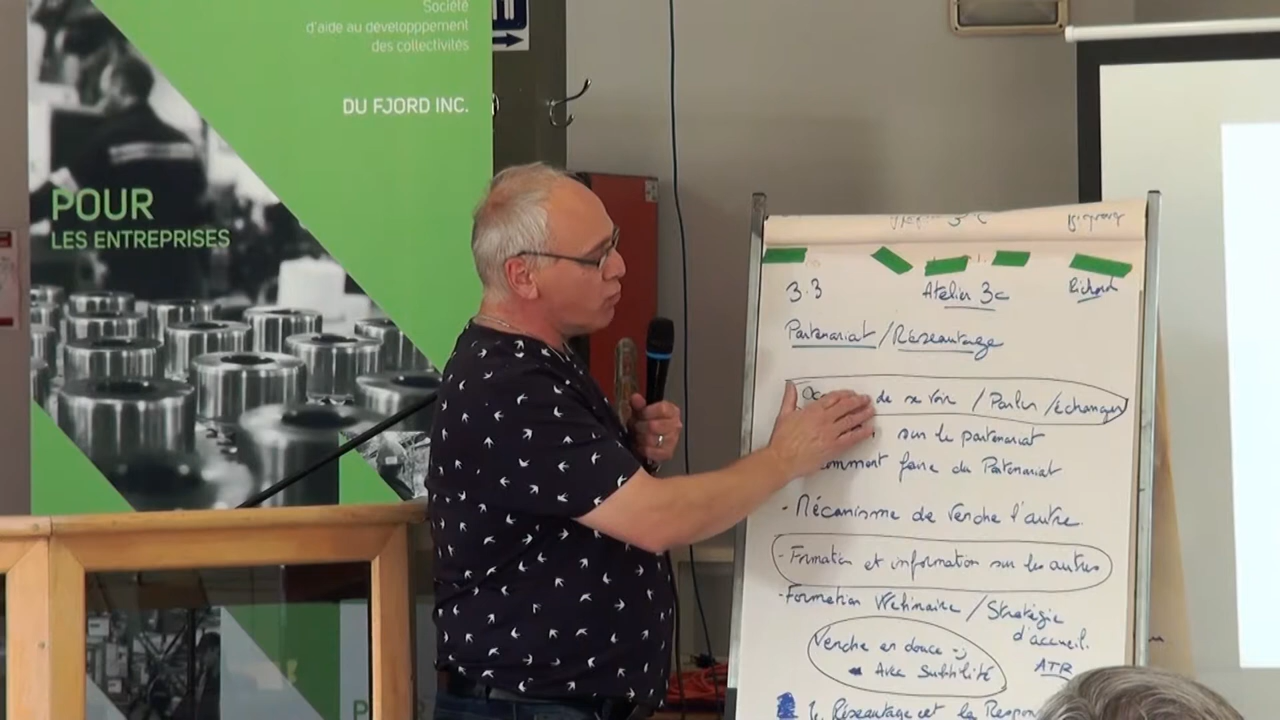 Société
d'aide au développpement
des collectivités
DU FJORD INC.
POUR
LES ENTREPRISES
3.3 Atelier 3c Richard
Partenariat / Réseautage
de se voir / Parler / échanger
sur le partenariat
comment faire du Partenariat
- Mécanisme de Vendre l'autre.
- Formation et information sur les autres
- Formation Webinaire / Stratégie
d'accueil.
Vendre en douce :)
Avec Subtilité
ATR
le Réseautage et la Respon